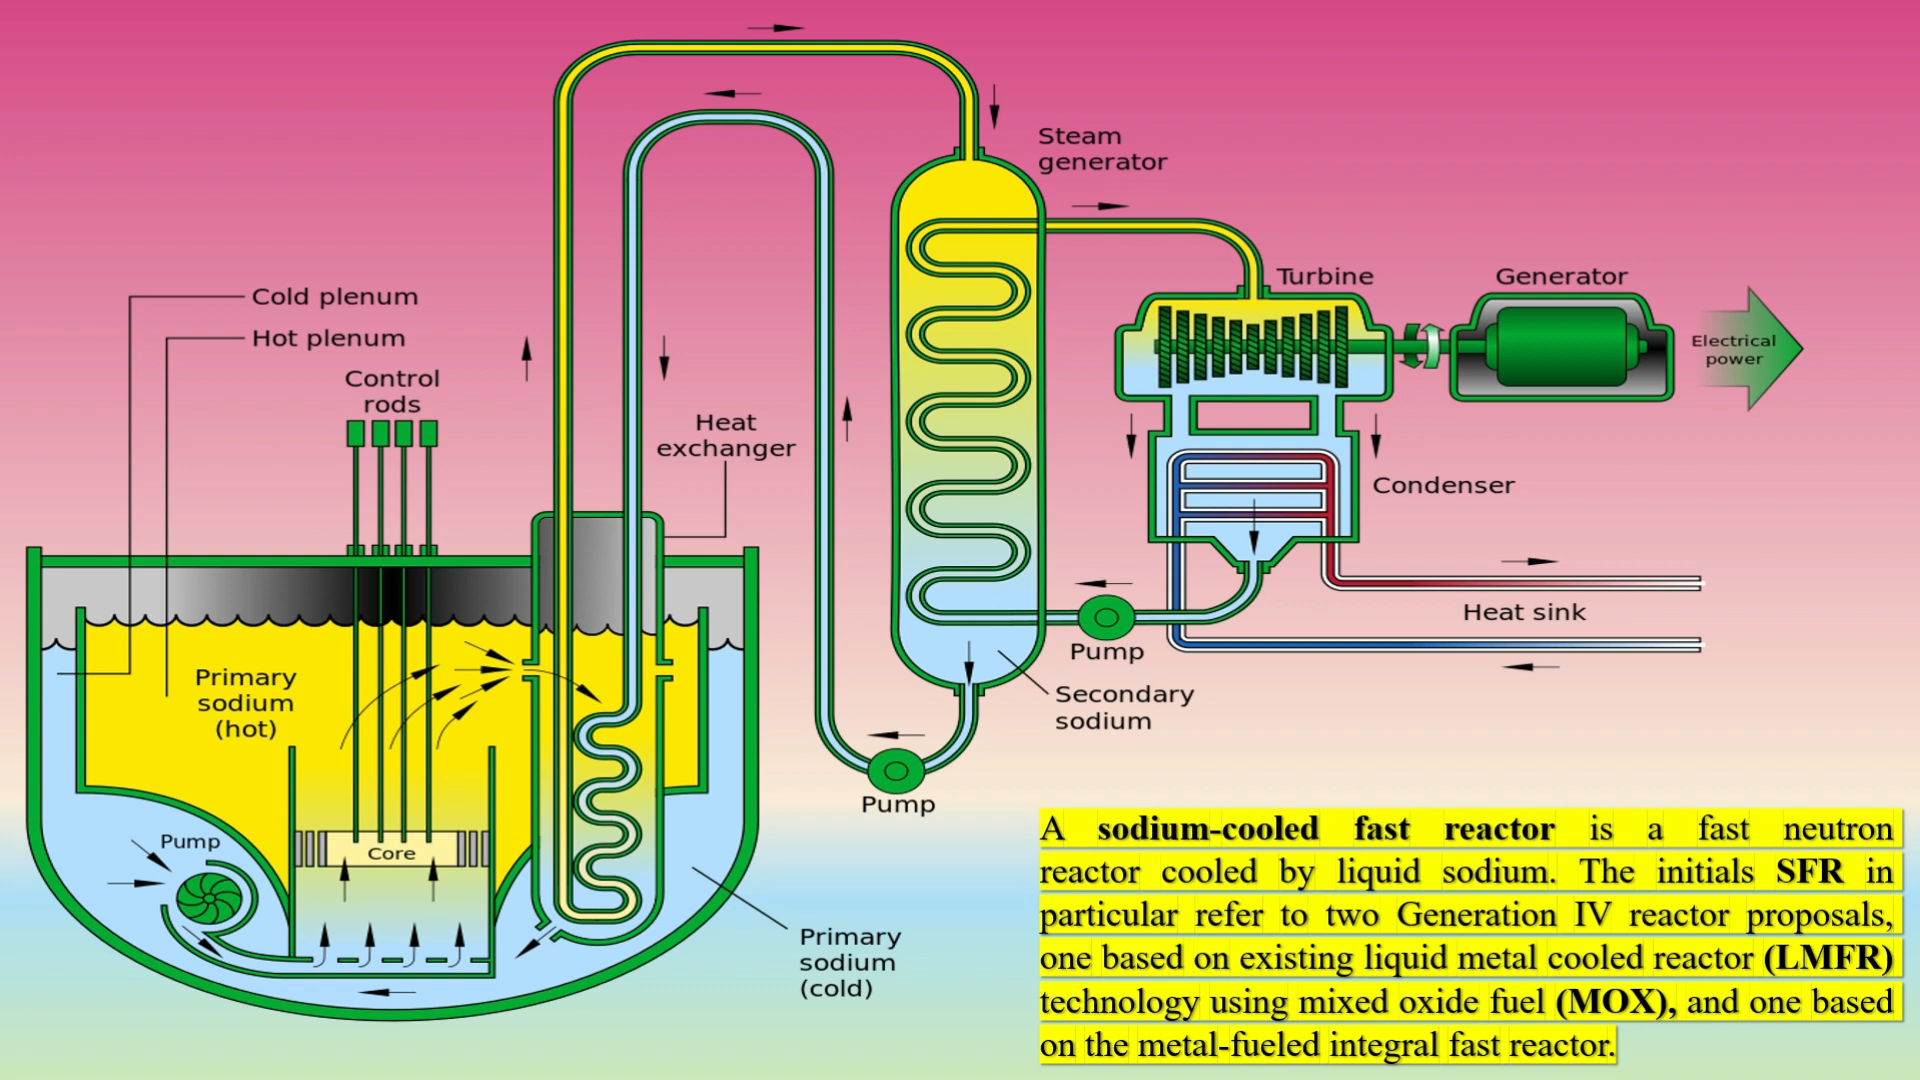 Steam
generator
Turbine
Generator
Cold plenum
Hot plenum
Electrical
power
Control
rods
Heat
exchanger
Condenser
Heat sink
Pump
Primary
sodium
(hot)
Secondary
sodium
Pump
Pump
Core
Primary
sodium
(cold)
A sodium-cooled fast reactor is a fast neutron
reactor cooled by liquid sodium. The initials SFR in
particular refer to two Generation IV reactor proposals,
one based on existing liquid metal cooled reactor (LMFR)
technology using mixed oxide fuel (MOX), and one based
on the metal-fueled integral fast reactor.